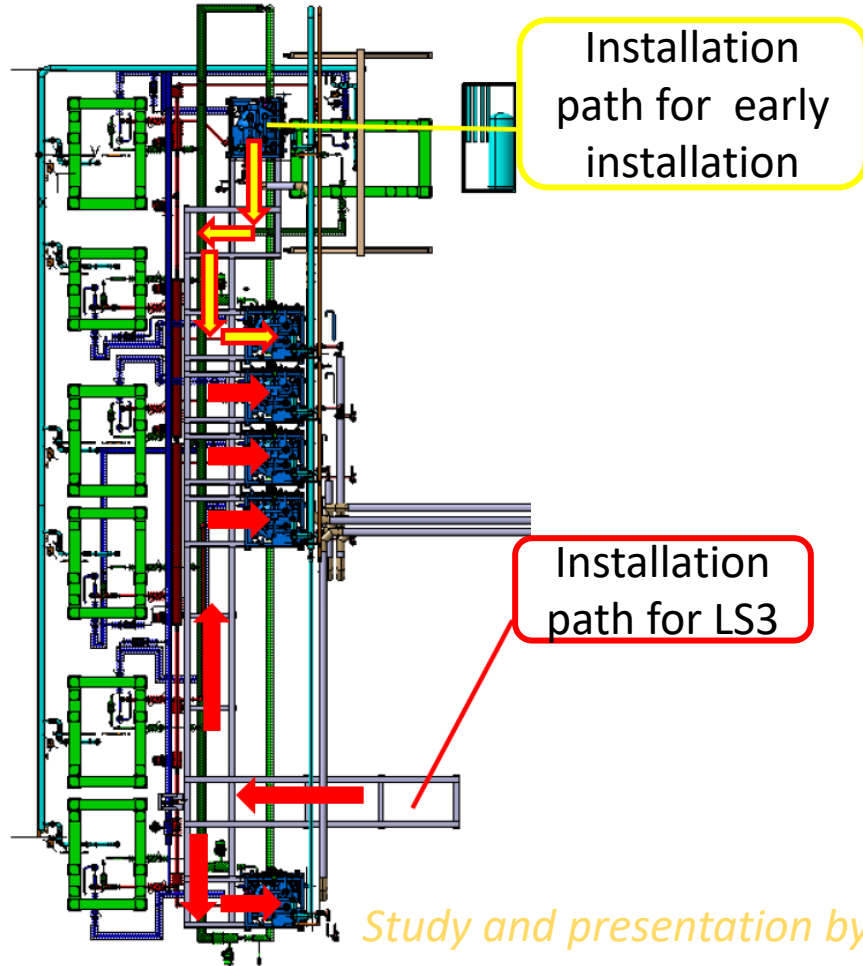 Installation
path for early
installation
Installation
path for LS3
Study and presentation by